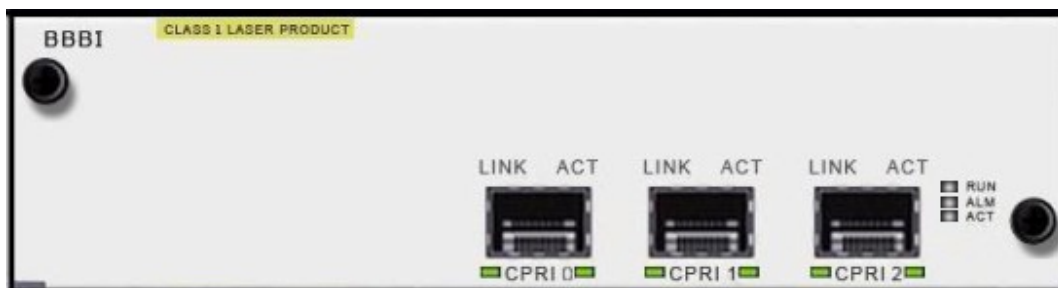 BBBI
CLASS 1 LASER PRODUCT
LINK ACT LINK ACT LINK ACT
RUN
ALM
ACT
CPRI 0 CPRI 1 CPRI 2